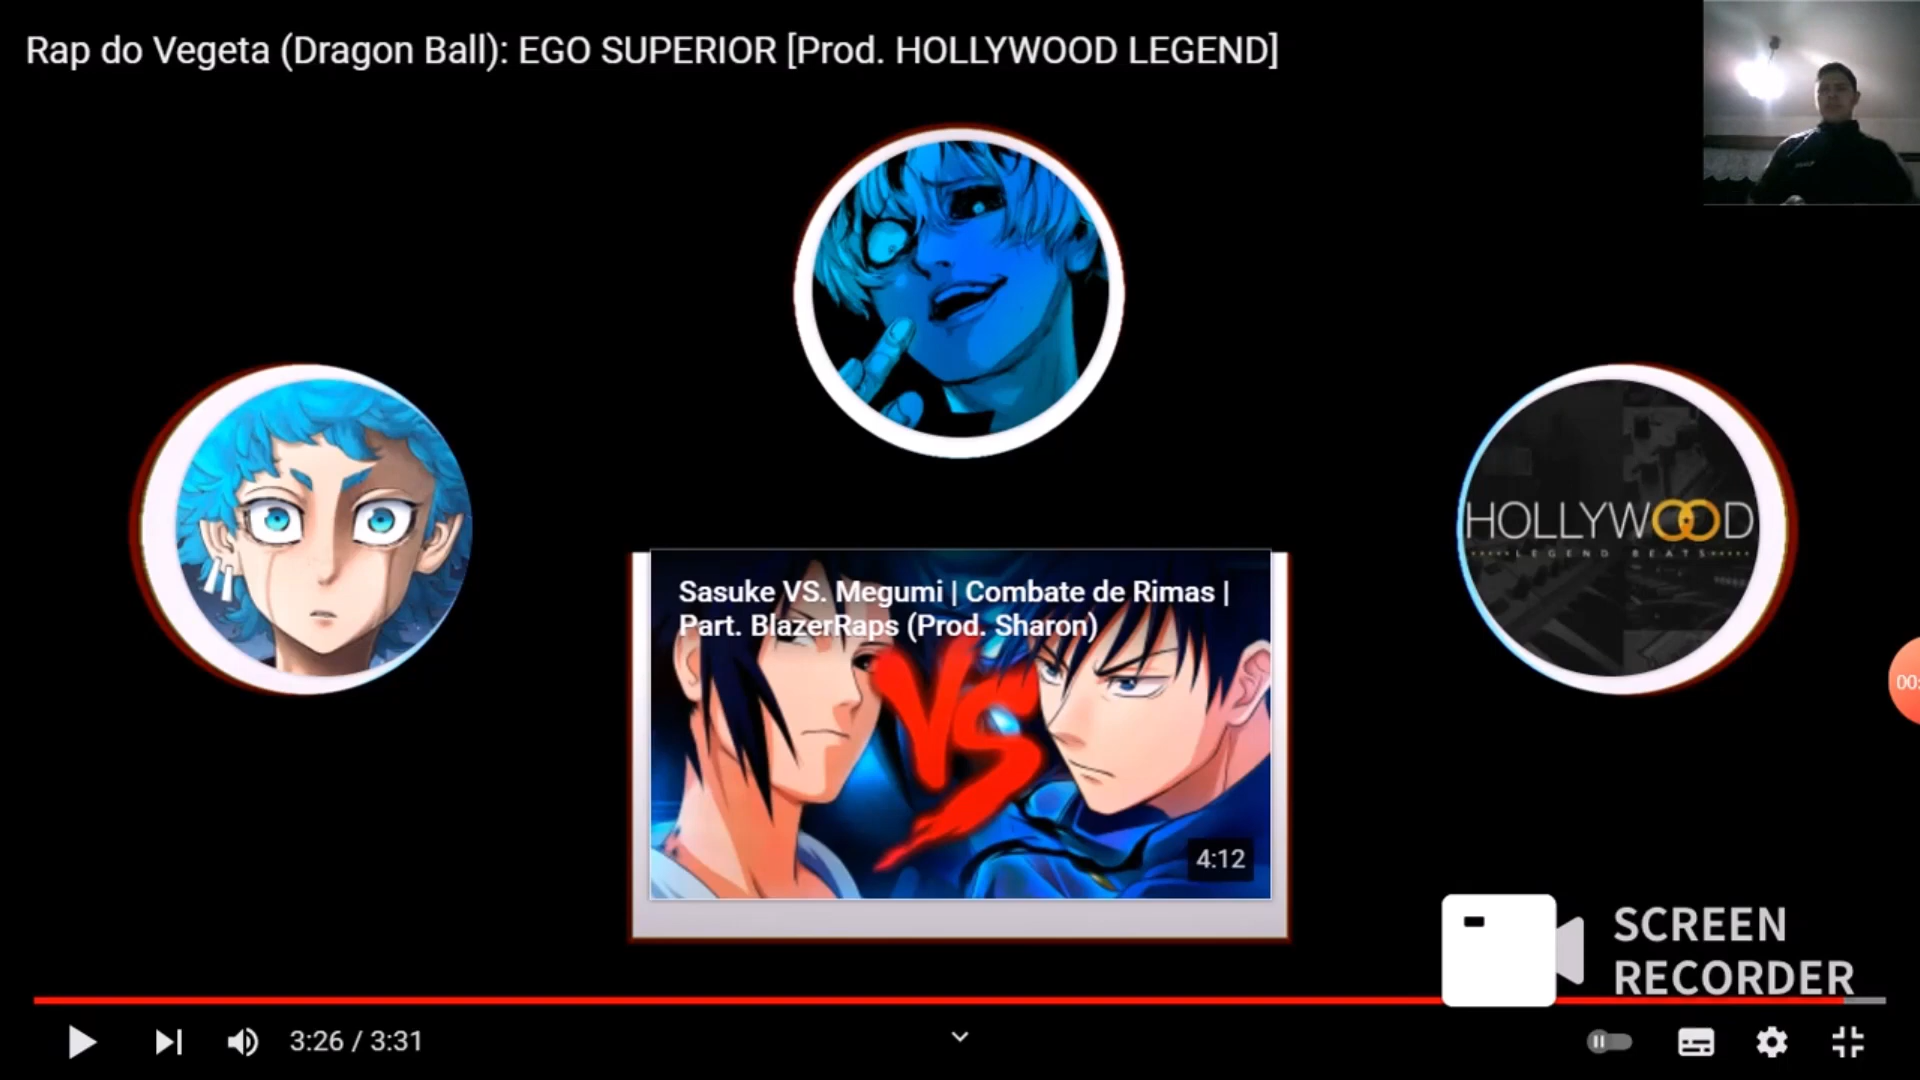 Rap do Vegeta (Dragon Ball): EGO SUPERIOR [Prod. HOLLYWOOD LEGEND]
HOLLYWOOD
LEGEND BEATS
Sasuke VS. Megumi | Combate de Rimas |
Part. BlazerRaps (Prod. Sharon)
VS
00:
4:12
SCREEN
RECORDER
3:26 / 3:31